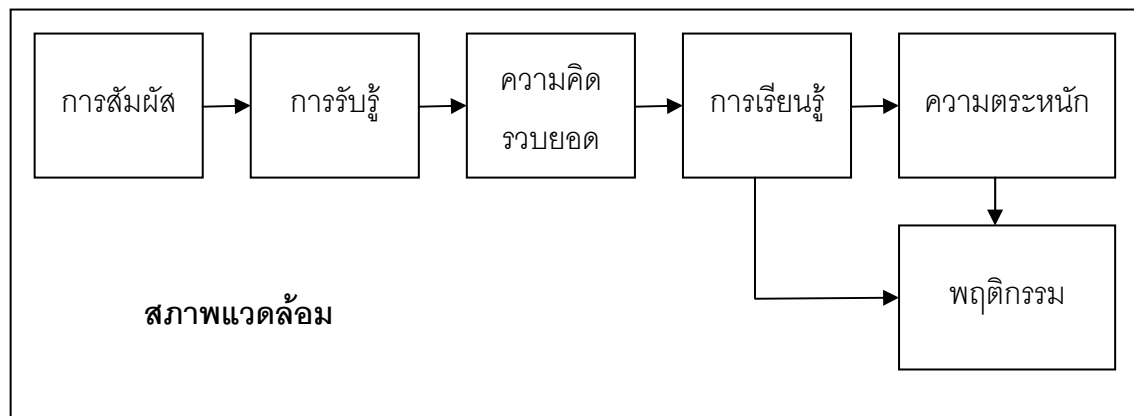 การสัมผัส
การรับรู้
ความคิด
รวบยอด
การเรียนรู้
ความตระหนัก
พฤติกรรม
สภาพแวดล้อม